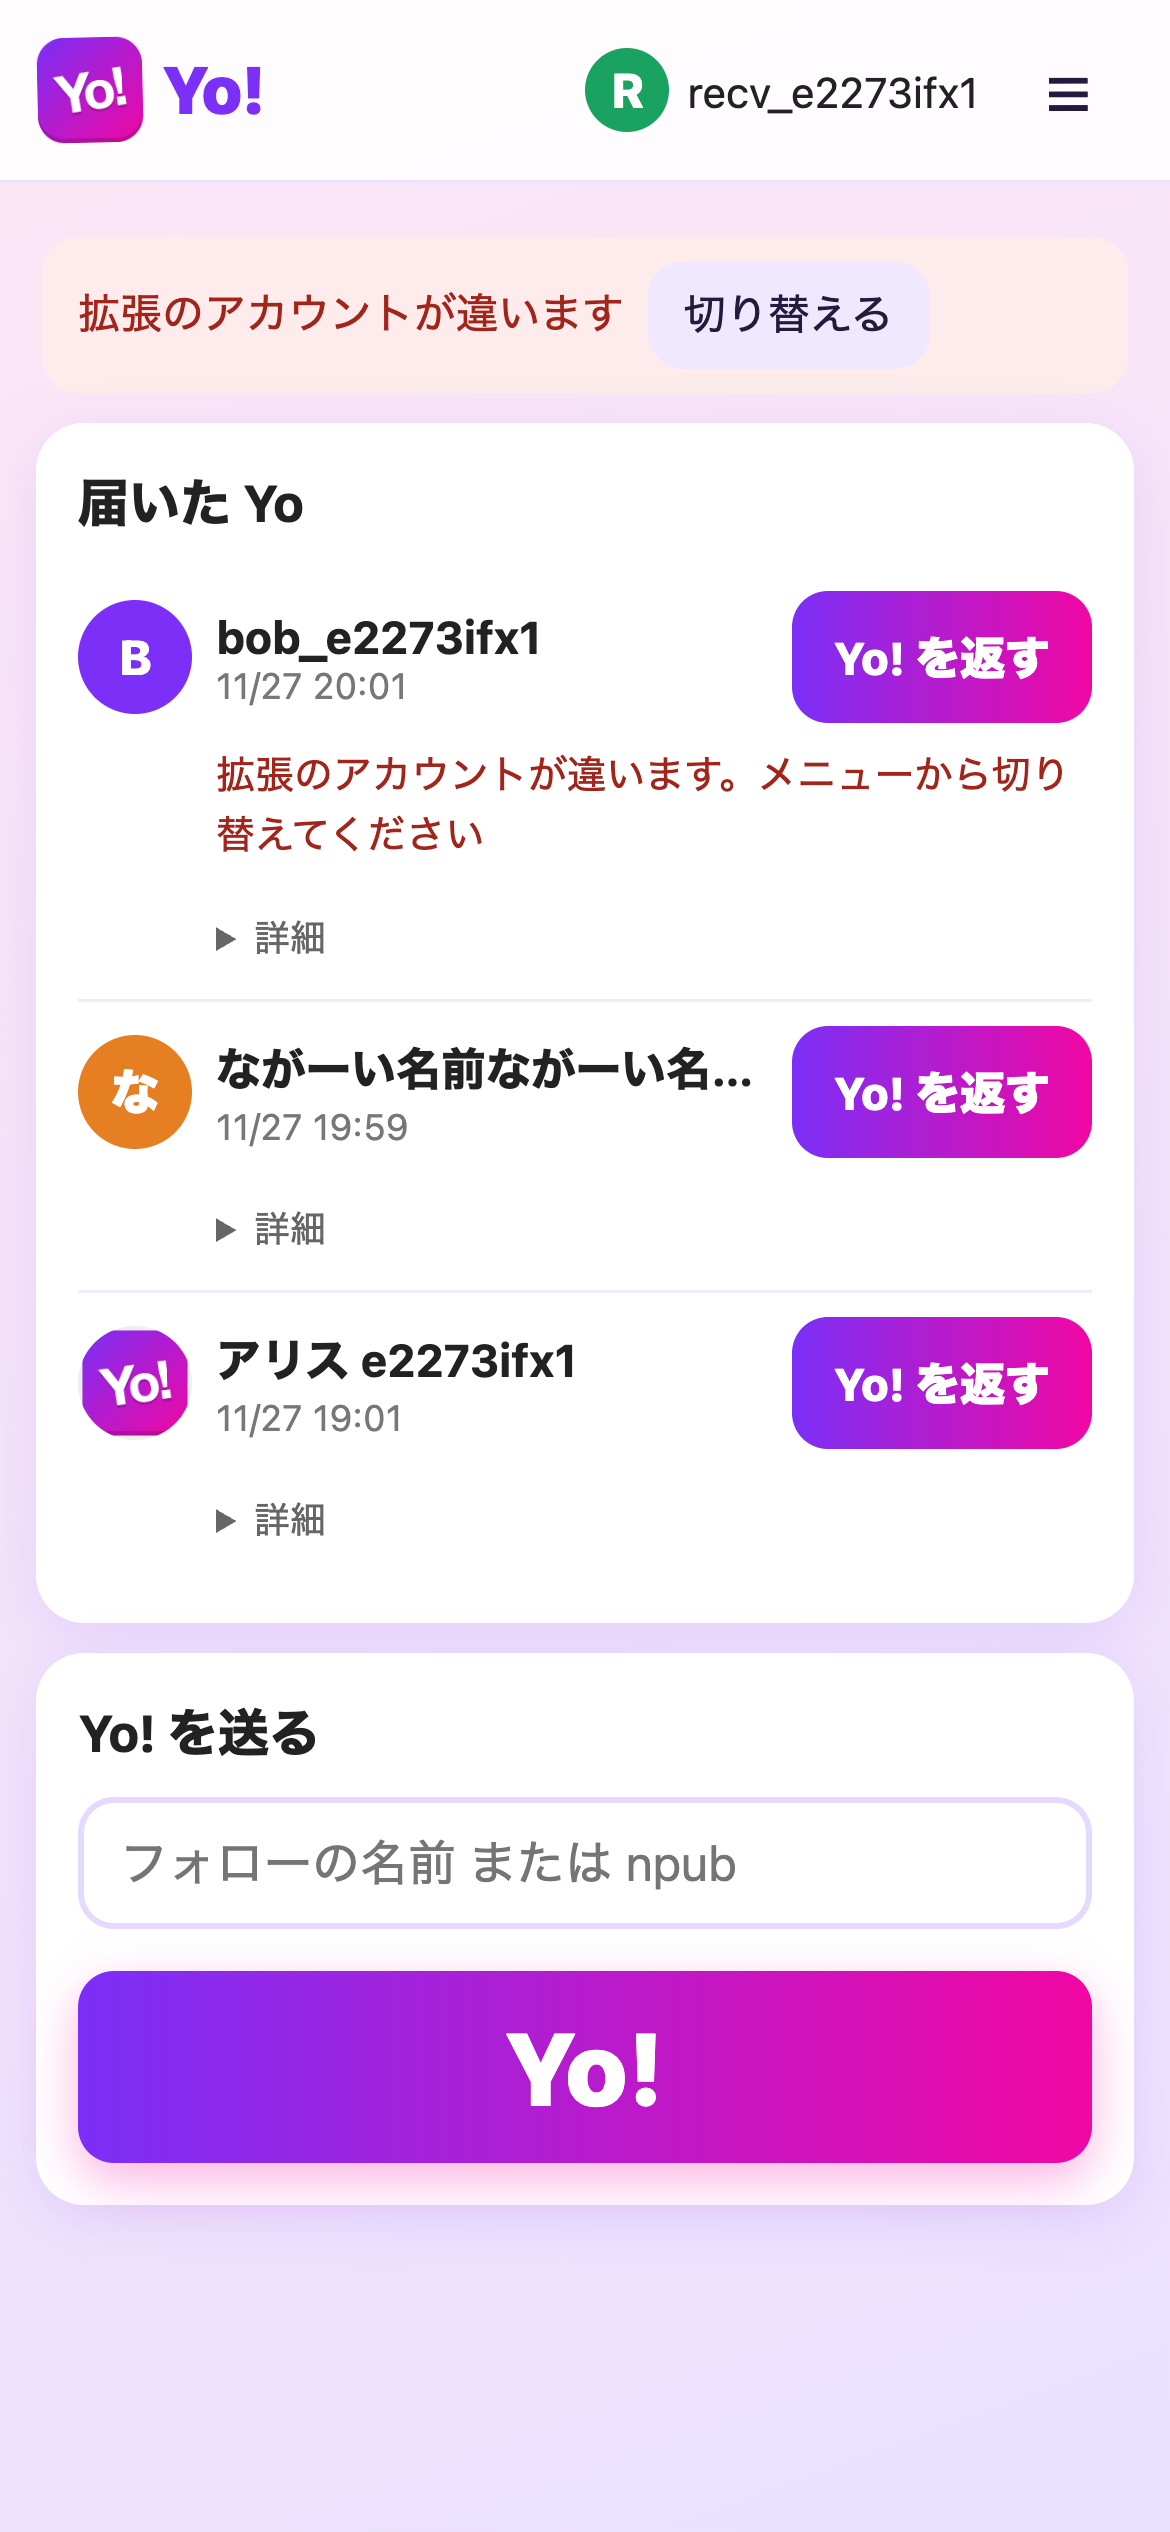 Yo! Yo! R recv_e2273ifx1
拡張のアカウントが違います 切り替える
届いた Yo
B bob_e2273ifx1 Yo! を返す
11/27 20:01
拡張のアカウントが違います。メニューから切り
替えてください
▶ 詳細
な ながーい名前ながーい名... Yo! を返す
11/27 19:59
▶ 詳細
Yo! アリス e2273ifx1 Yo! を返す
11/27 19:01
▶ 詳細
Yo! を送る
フォローの名前 または npub
Yo!